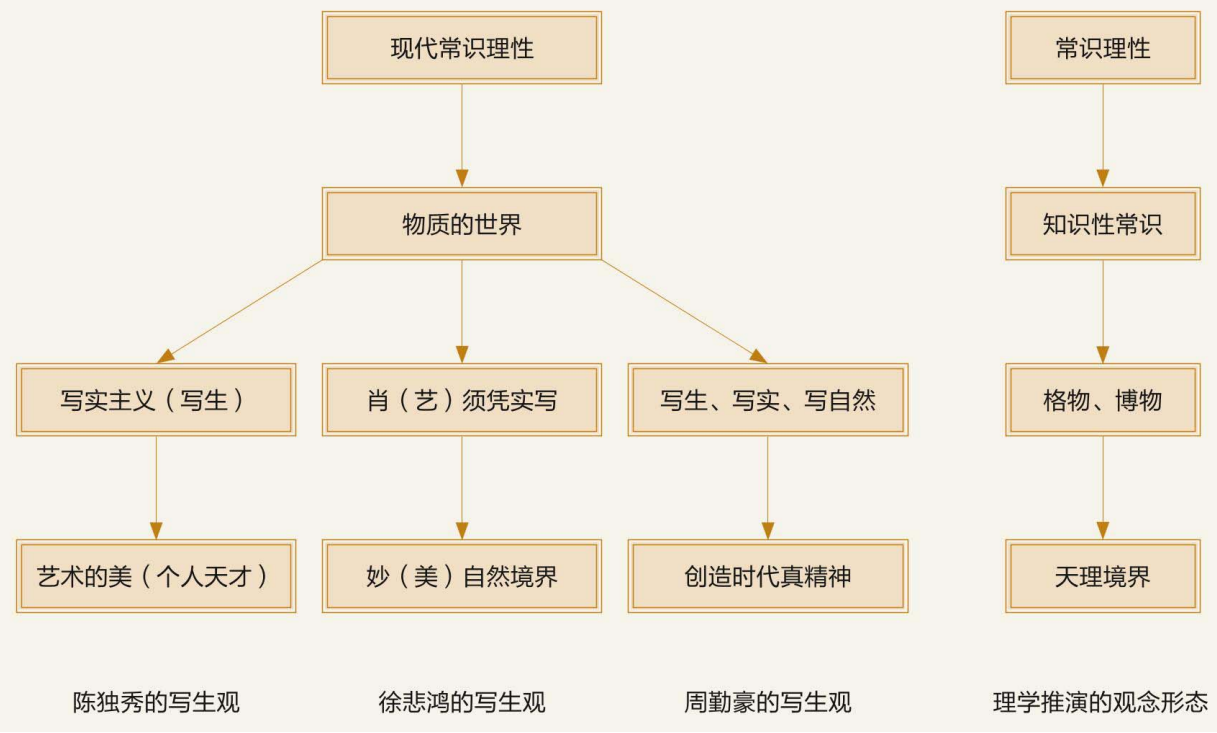 现代常识理性
常识理性
物质的世界
知识性常识
写实主义（写生）
肖（艺）须凭实写
写生、写实、写自然
格物、博物
艺术的美（个人天才）
妙（美）自然境界
创造时代真精神
天理境界
陈独秀的写生观
徐悲鸿的写生观
周勤豪的写生观
理学推演的观念形态